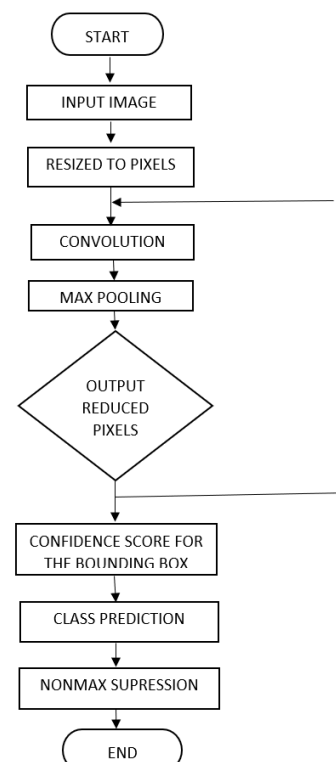 START
INPUT IMAGE
RESIZED TO PIXELS
CONVOLUTION
MAX POOLING
OUTPUT
REDUCED
PIXELS
CONFIDENCE SCORE FOR
THE BOUNDING BOX
CLASS PREDICTION
NONMAX SUPRESSION
END